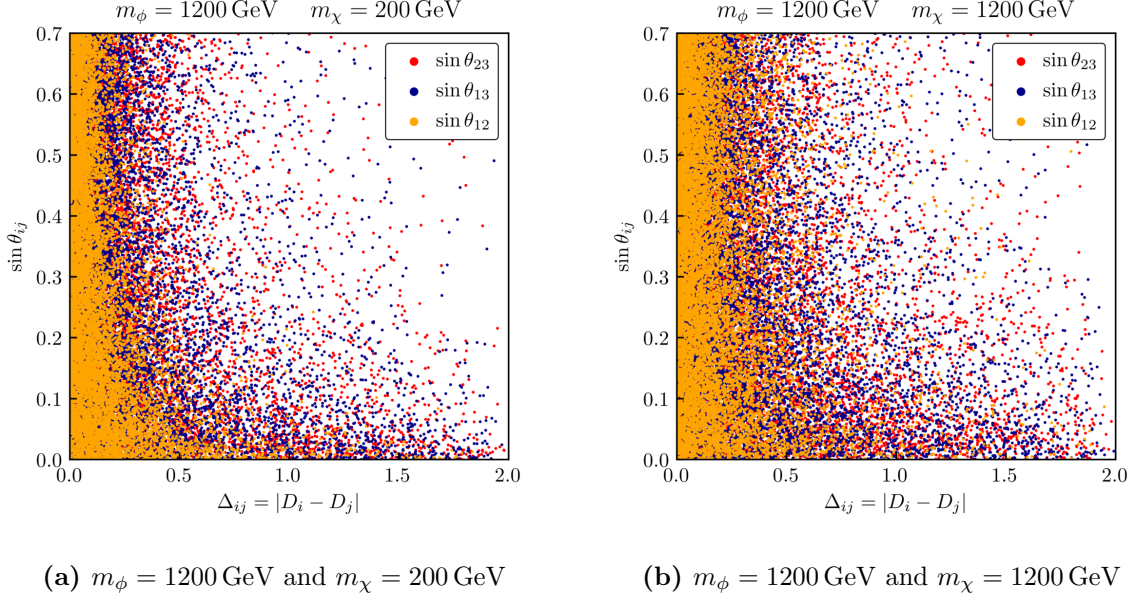 m_ϕ = 1200 GeV m_χ = 200 GeV
sin θ_23
sin θ_13
sin θ_12
0.7
0.6
0.5
0.4
0.3
0.2
0.1
0.0
sin θ_ij
0.0 0.5 1.0 1.5 2.0
Δ_ij = |D_i − D_j|
(a) m_ϕ = 1200 GeV and m_χ = 200 GeV
m_ϕ = 1200 GeV m_χ = 1200 GeV
sin θ_23
sin θ_13
sin θ_12
0.7
0.6
0.5
0.4
0.3
0.2
0.1
0.0
sin θ_ij
0.0 0.5 1.0 1.5 2.0
Δ_ij = |D_i − D_j|
(b) m_ϕ = 1200 GeV and m_χ = 1200 GeV